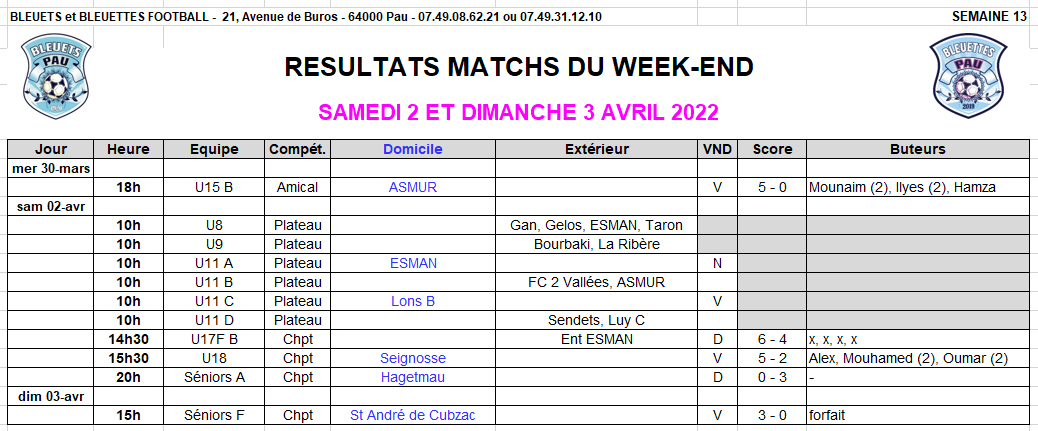 BLEUETS et BLEUETTES FOOTBALL - 21, Avenue de Buros - 64000 Pau - 07.49.08.62.21 ou 07.49.31.12.10 SEMAINE 13
BLEUETS PAU
RESULTATS MATCHS DU WEEK-END
BLEUETTES PAU 2019
SAMEDI 2 ET DIMANCHE 3 AVRIL 2022
Jour Heure Equipe Compét. Domicile Extérieur VND Score Buteurs
mer 30-mars
18h U15 B Amical ASMUR V 5 - 0 Mounaim (2), Ilyes (2), Hamza
sam 02-avr
10h U8 Plateau Gan, Gelos, ESMAN, Taron
10h U9 Plateau Bourbaki, La Ribère
10h U11 A Plateau ESMAN N
10h U11 B Plateau FC 2 Vallées, ASMUR
10h U11 C Plateau Lons B V
10h U11 D Plateau Sendets, Luy C
14h30 U17F B Chpt Ent ESMAN D 6 - 4 x, x, x, x
15h30 U18 Chpt Seignosse V 5 - 2 Alex, Mouhamed (2), Oumar (2)
20h Séniors A Chpt Hagetmau D 0 - 3 -
dim 03-avr
15h Séniors F Chpt St André de Cubzac V 3 - 0 forfait